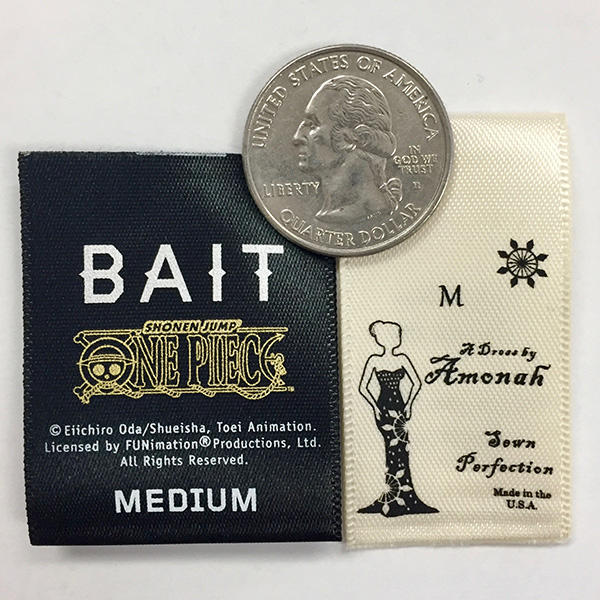 UNITED STATES OF AMERICA
IN
GOD WE
TRUST
LIBERTY
QUARTER DOLLAR
BAIT
SHONEN JUMP
ONE PIECE
© Eiichiro Oda/Shueisha, Toei Animation.
Licensed by FUNimation® Productions, Ltd.
All Rights Reserved.
MEDIUM
M
A Dress by
Amonah
Sewn
Perfection
Made in the
U.S.A.